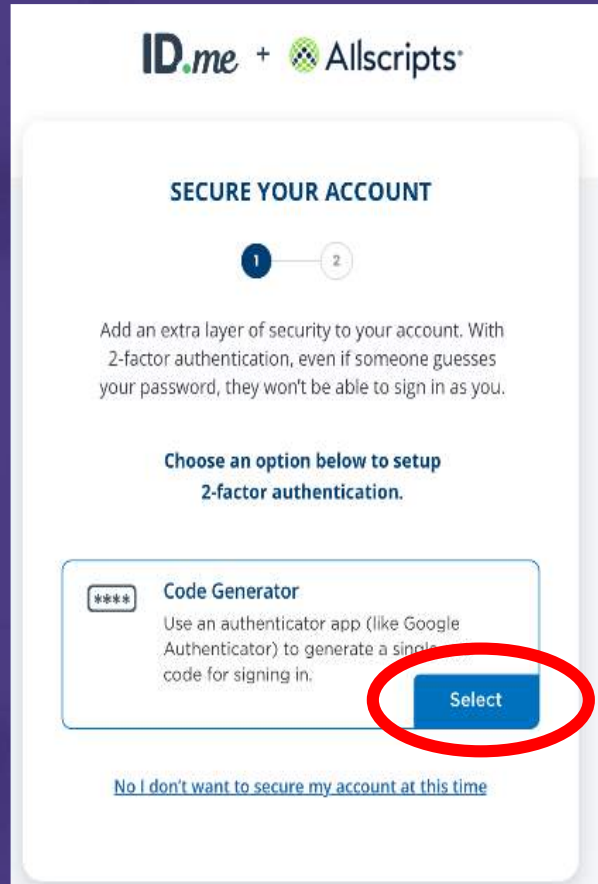 ID.me + Allscripts
SECURE YOUR ACCOUNT
1 2
Add an extra layer of security to your account. With
2-factor authentication, even if someone guesses
your password, they won't be able to sign in as you.
Choose an option below to setup
2-factor authentication.
**** Code Generator
Use an authenticator app (like Google
Authenticator) to generate a single
code for signing in.
Select
No I don't want to secure my account at this time